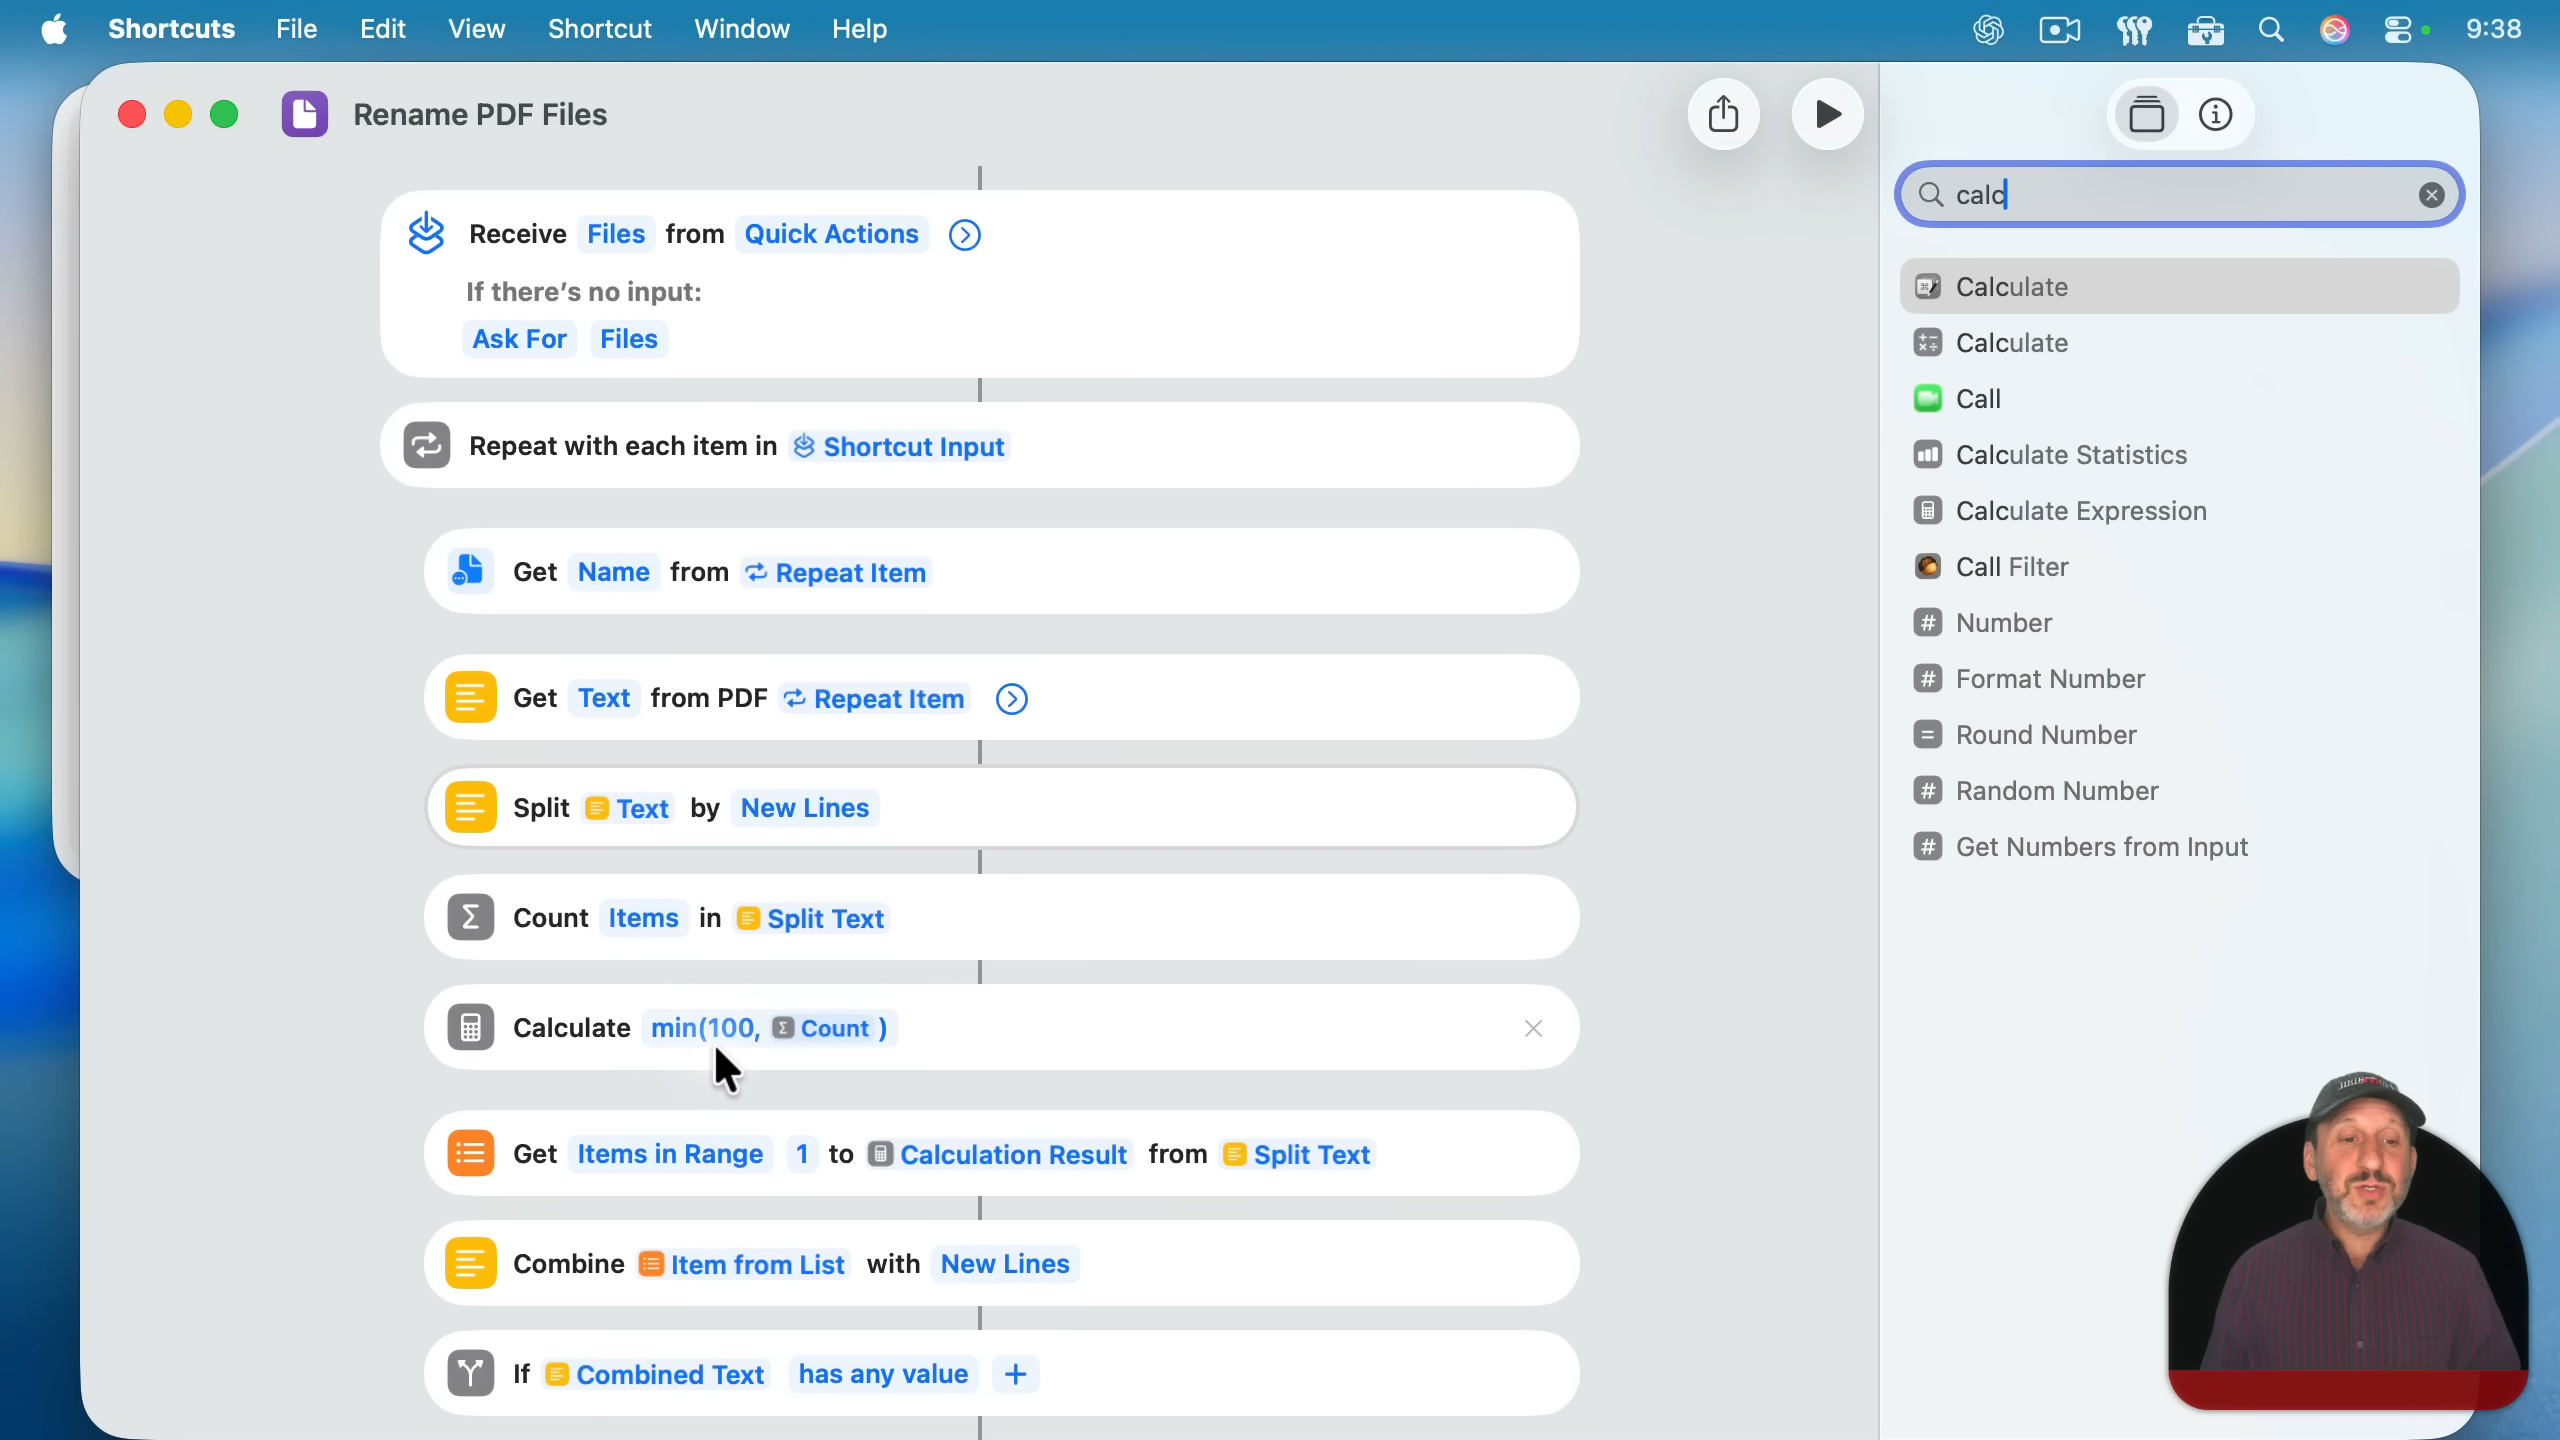 Shortcuts File Edit View Shortcut Window Help 9:38
Rename PDF Files
Receive Files from Quick Actions
If there's no input:
Ask For Files
Repeat with each item in Shortcut Input
Get Name from Repeat Item
Get Text from PDF Repeat Item
Split Text by New Lines
Count Items in Split Text
Calculate min(100, Count )
Get Items in Range 1 to Calculation Result from Split Text
Combine Item from List with New Lines
If Combined Text has any value +
calc
Calculate
Calculate
Call
Calculate Statistics
Calculate Expression
Call Filter
Number
Format Number
Round Number
Random Number
Get Numbers from Input